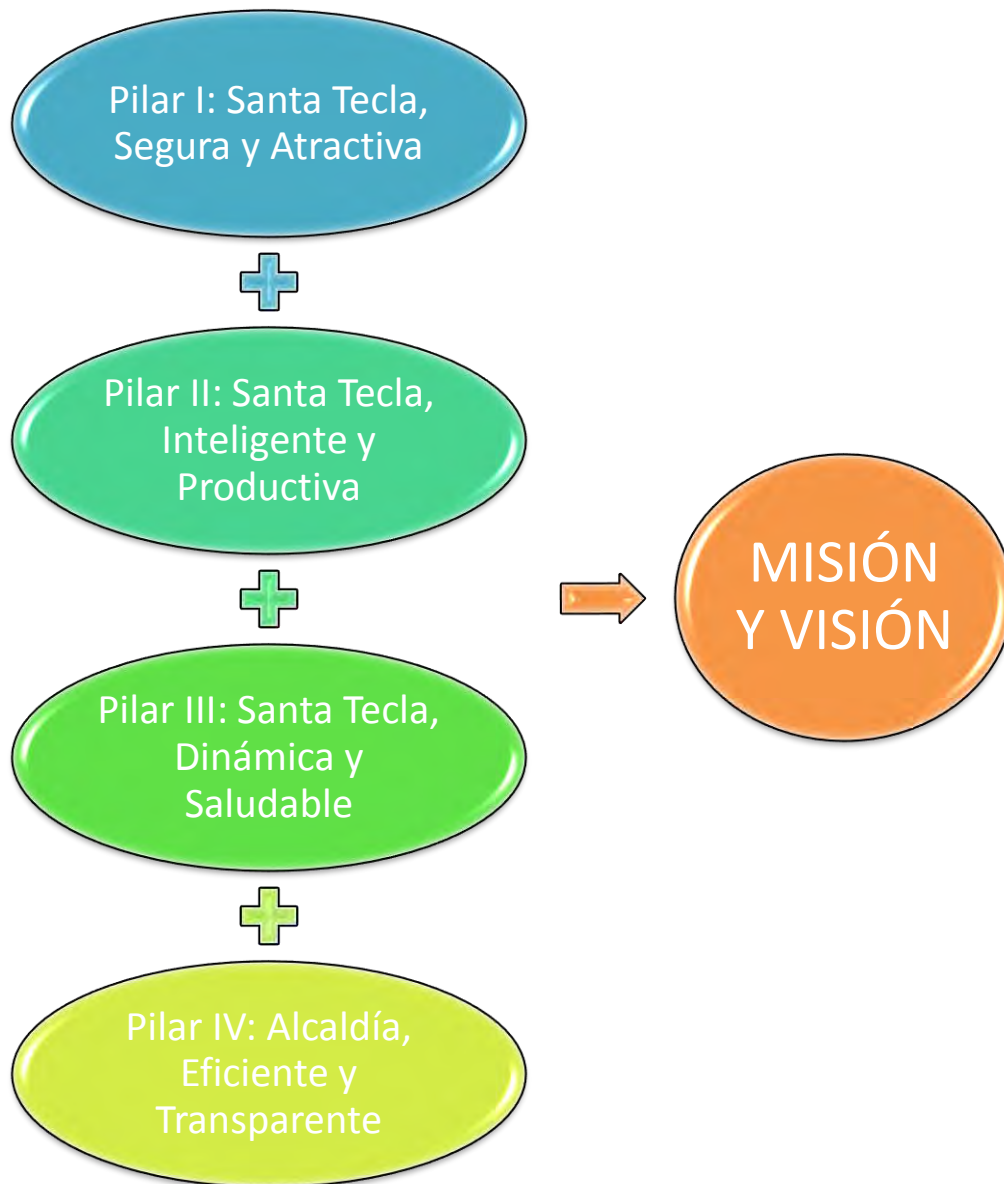 Pilar I: Santa Tecla,
Segura y Atractiva
Pilar II: Santa Tecla,
Inteligente y
Productiva
Pilar III: Santa Tecla,
Dinámica y
Saludable
Pilar IV: Alcaldía,
Eficiente y
Transparente
MISIÓN
Y VISIÓN